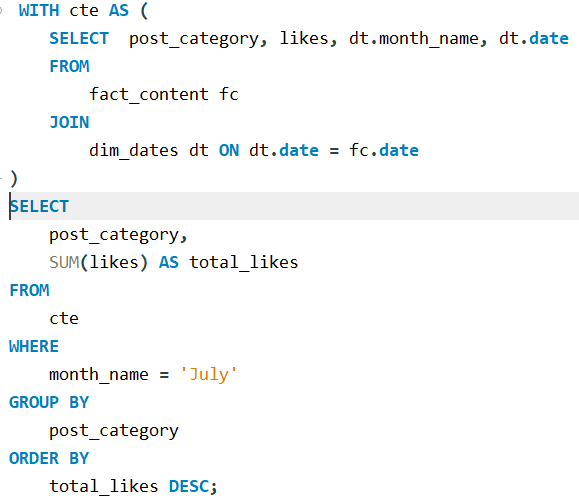 WITH cte AS (
SELECT  post_category, likes, dt.month_name, dt.date
FROM
fact_content fc
JOIN
dim_dates dt ON dt.date = fc.date
)
SELECT
post_category,
SUM(likes) AS total_likes
FROM
cte
WHERE
month_name = 'July'
GROUP BY
post_category
ORDER BY
total_likes DESC;